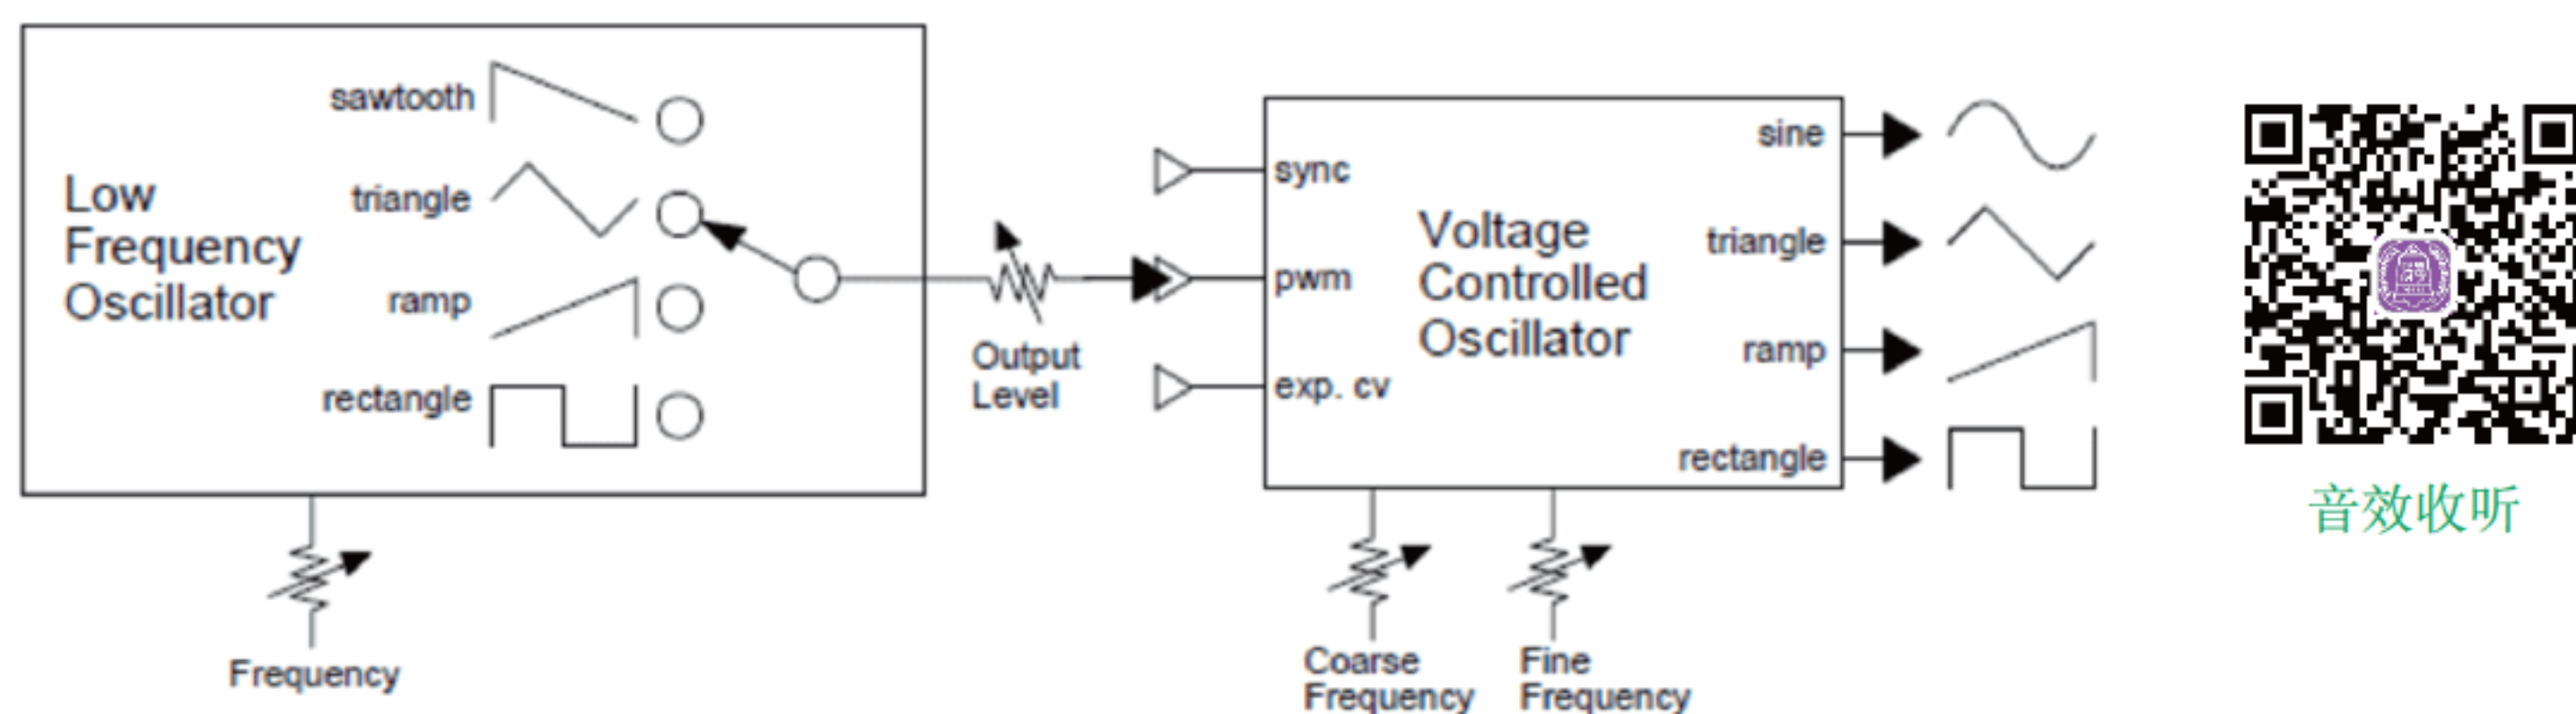 Low
Frequency
Oscillator
sawtooth
triangle
ramp
rectangle
Frequency
Output
Level
sync
pwm
exp. cv
Voltage
Controlled
Oscillator
sine
triangle
ramp
rectangle
Coarse
Frequency
Fine
Frequency
音效收听